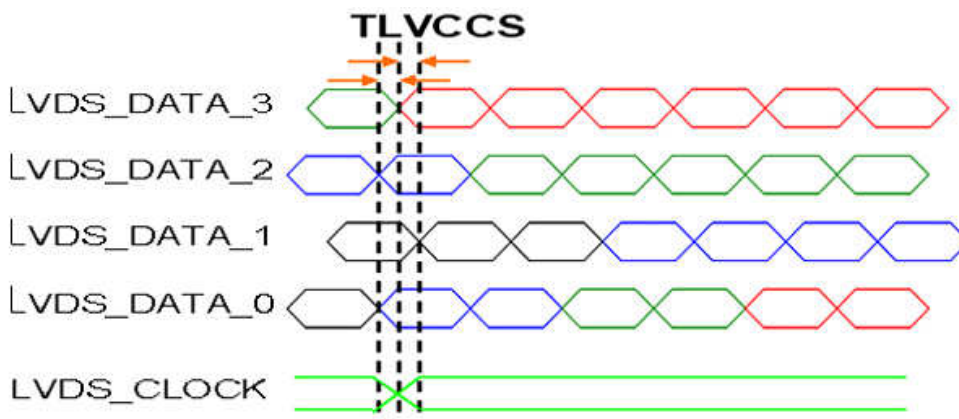 TLVCCS
LVDS_DATA_3
LVDS_DATA_2
LVDS_DATA_1
LVDS_DATA_0
LVDS_CLOCK